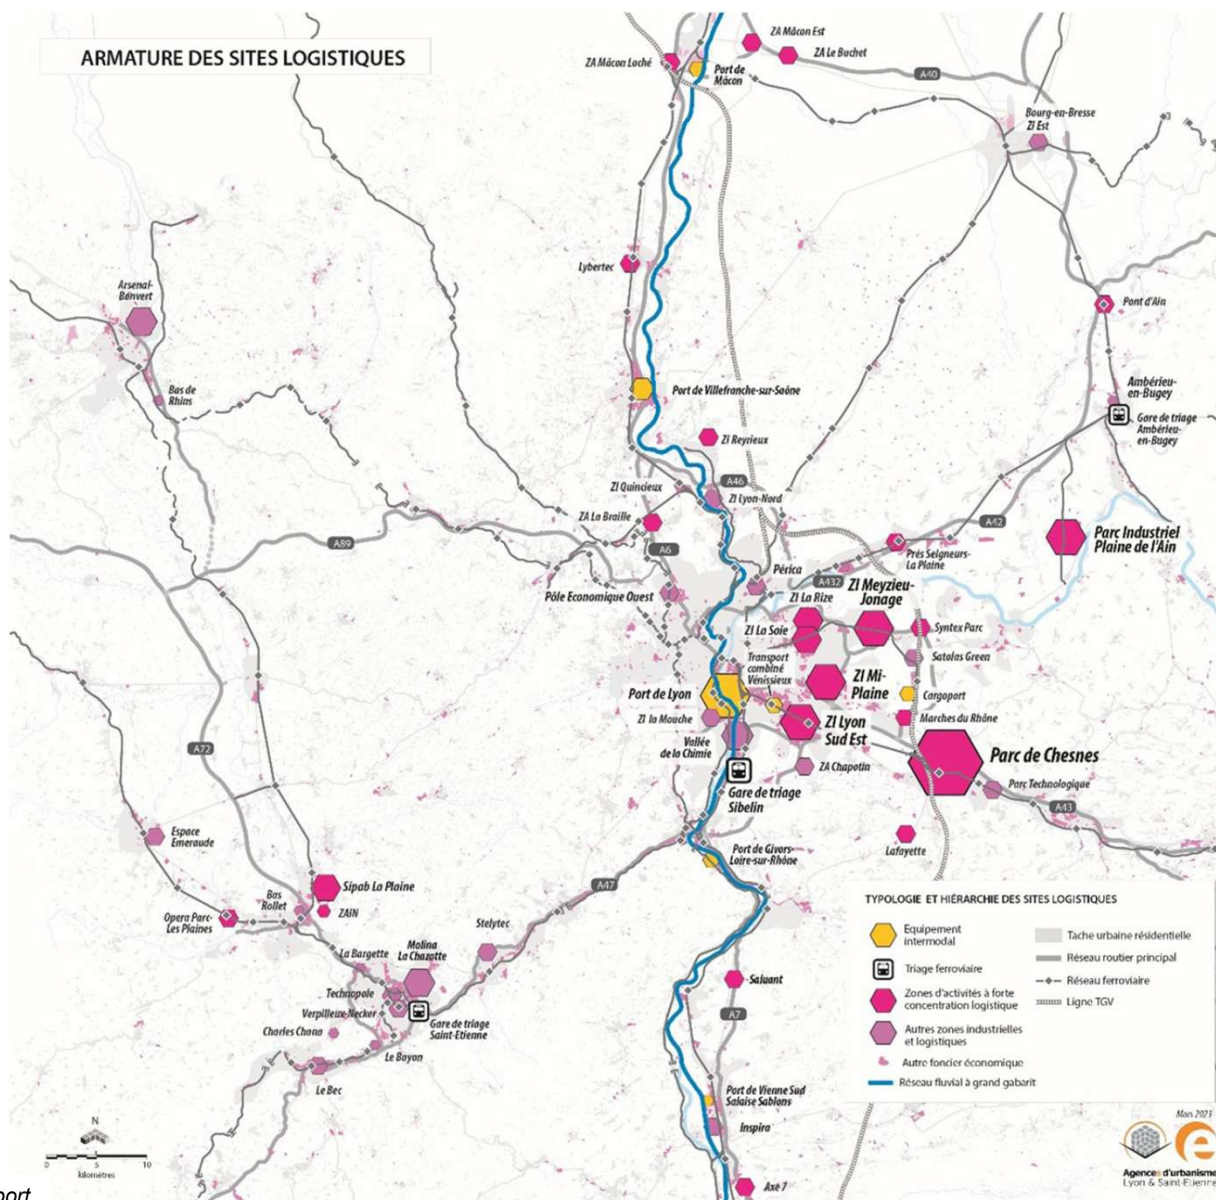 ARMATURE DES SITES LOGISTIQUES
ZA Mâcon Est
ZA Le Buchet
ZA Mâcon Loché
Port de
Mâcon
A40
Bourg-en-Bresse
ZI Est
Lybertec
Arsenal-
Bonvert
Pont d'Ain
Bas de
Rhins
Port de Villefranche-sur-Saône
Ambérieu-
en-Bugey
Gare de triage
Ambérieu-
en-Bugey
ZI Reyrieux
ZI Quincieux
A46
ZI Lyon-Nord
ZA La Braille
A42
A89
A6
Parc Industriel
Plaine de l'Ain
Prés Seigneurs-
La Plaine
Périca
A432
ZI Meyzieu-
Jonage
Pôle Economique Ouest
ZI La Rize
ZI La Soie
Syntex Parc
Satolas Green
Transport
combiné
Vénissieux
ZI Mi-
Plaine
Port de Lyon
Cargoport
ZI la Mouche
Marches du Rhône
ZI Lyon
Sud Est
Vallée
de la Chimie
A72
Parc de Chesnes
ZA Chapotin
Parc Technologique
Gare de triage
Sibelin
A43
Espace
Emeraude
Lafayette
Port de Givors-
Loire-sur-Rhône
A47
Sipab La Plaine
Bas
Rollet
ZAIN
Opera Parc-
Les Plaines
Stelytec
La Bargette
Molina
La Chazotte
Technopole
Verpilleux-Necker
Saluant
Gare de triage
Saint-Etienne
A7
Charles Chana
Le Bayon
Le Bec
Port de Vienne Sud
Salaise Sablons
Inspira
Axe 7
TYPOLOGIE ET HIÉRARCHIE DES SITES LOGISTIQUES
Equipement
intermodal
Triage ferroviaire
Zones d'activités à forte
concentration logistique
Autres zones industrielles
et logistiques
Autre foncier économique
Réseau fluvial à grand gabarit
Tache urbaine résidentielle
Réseau routier principal
Réseau ferroviaire
Ligne TGV
N
0 5 10
kilomètres
Mars 2023
Agences d'urbanisme
Lyon & Saint-Etienne
port